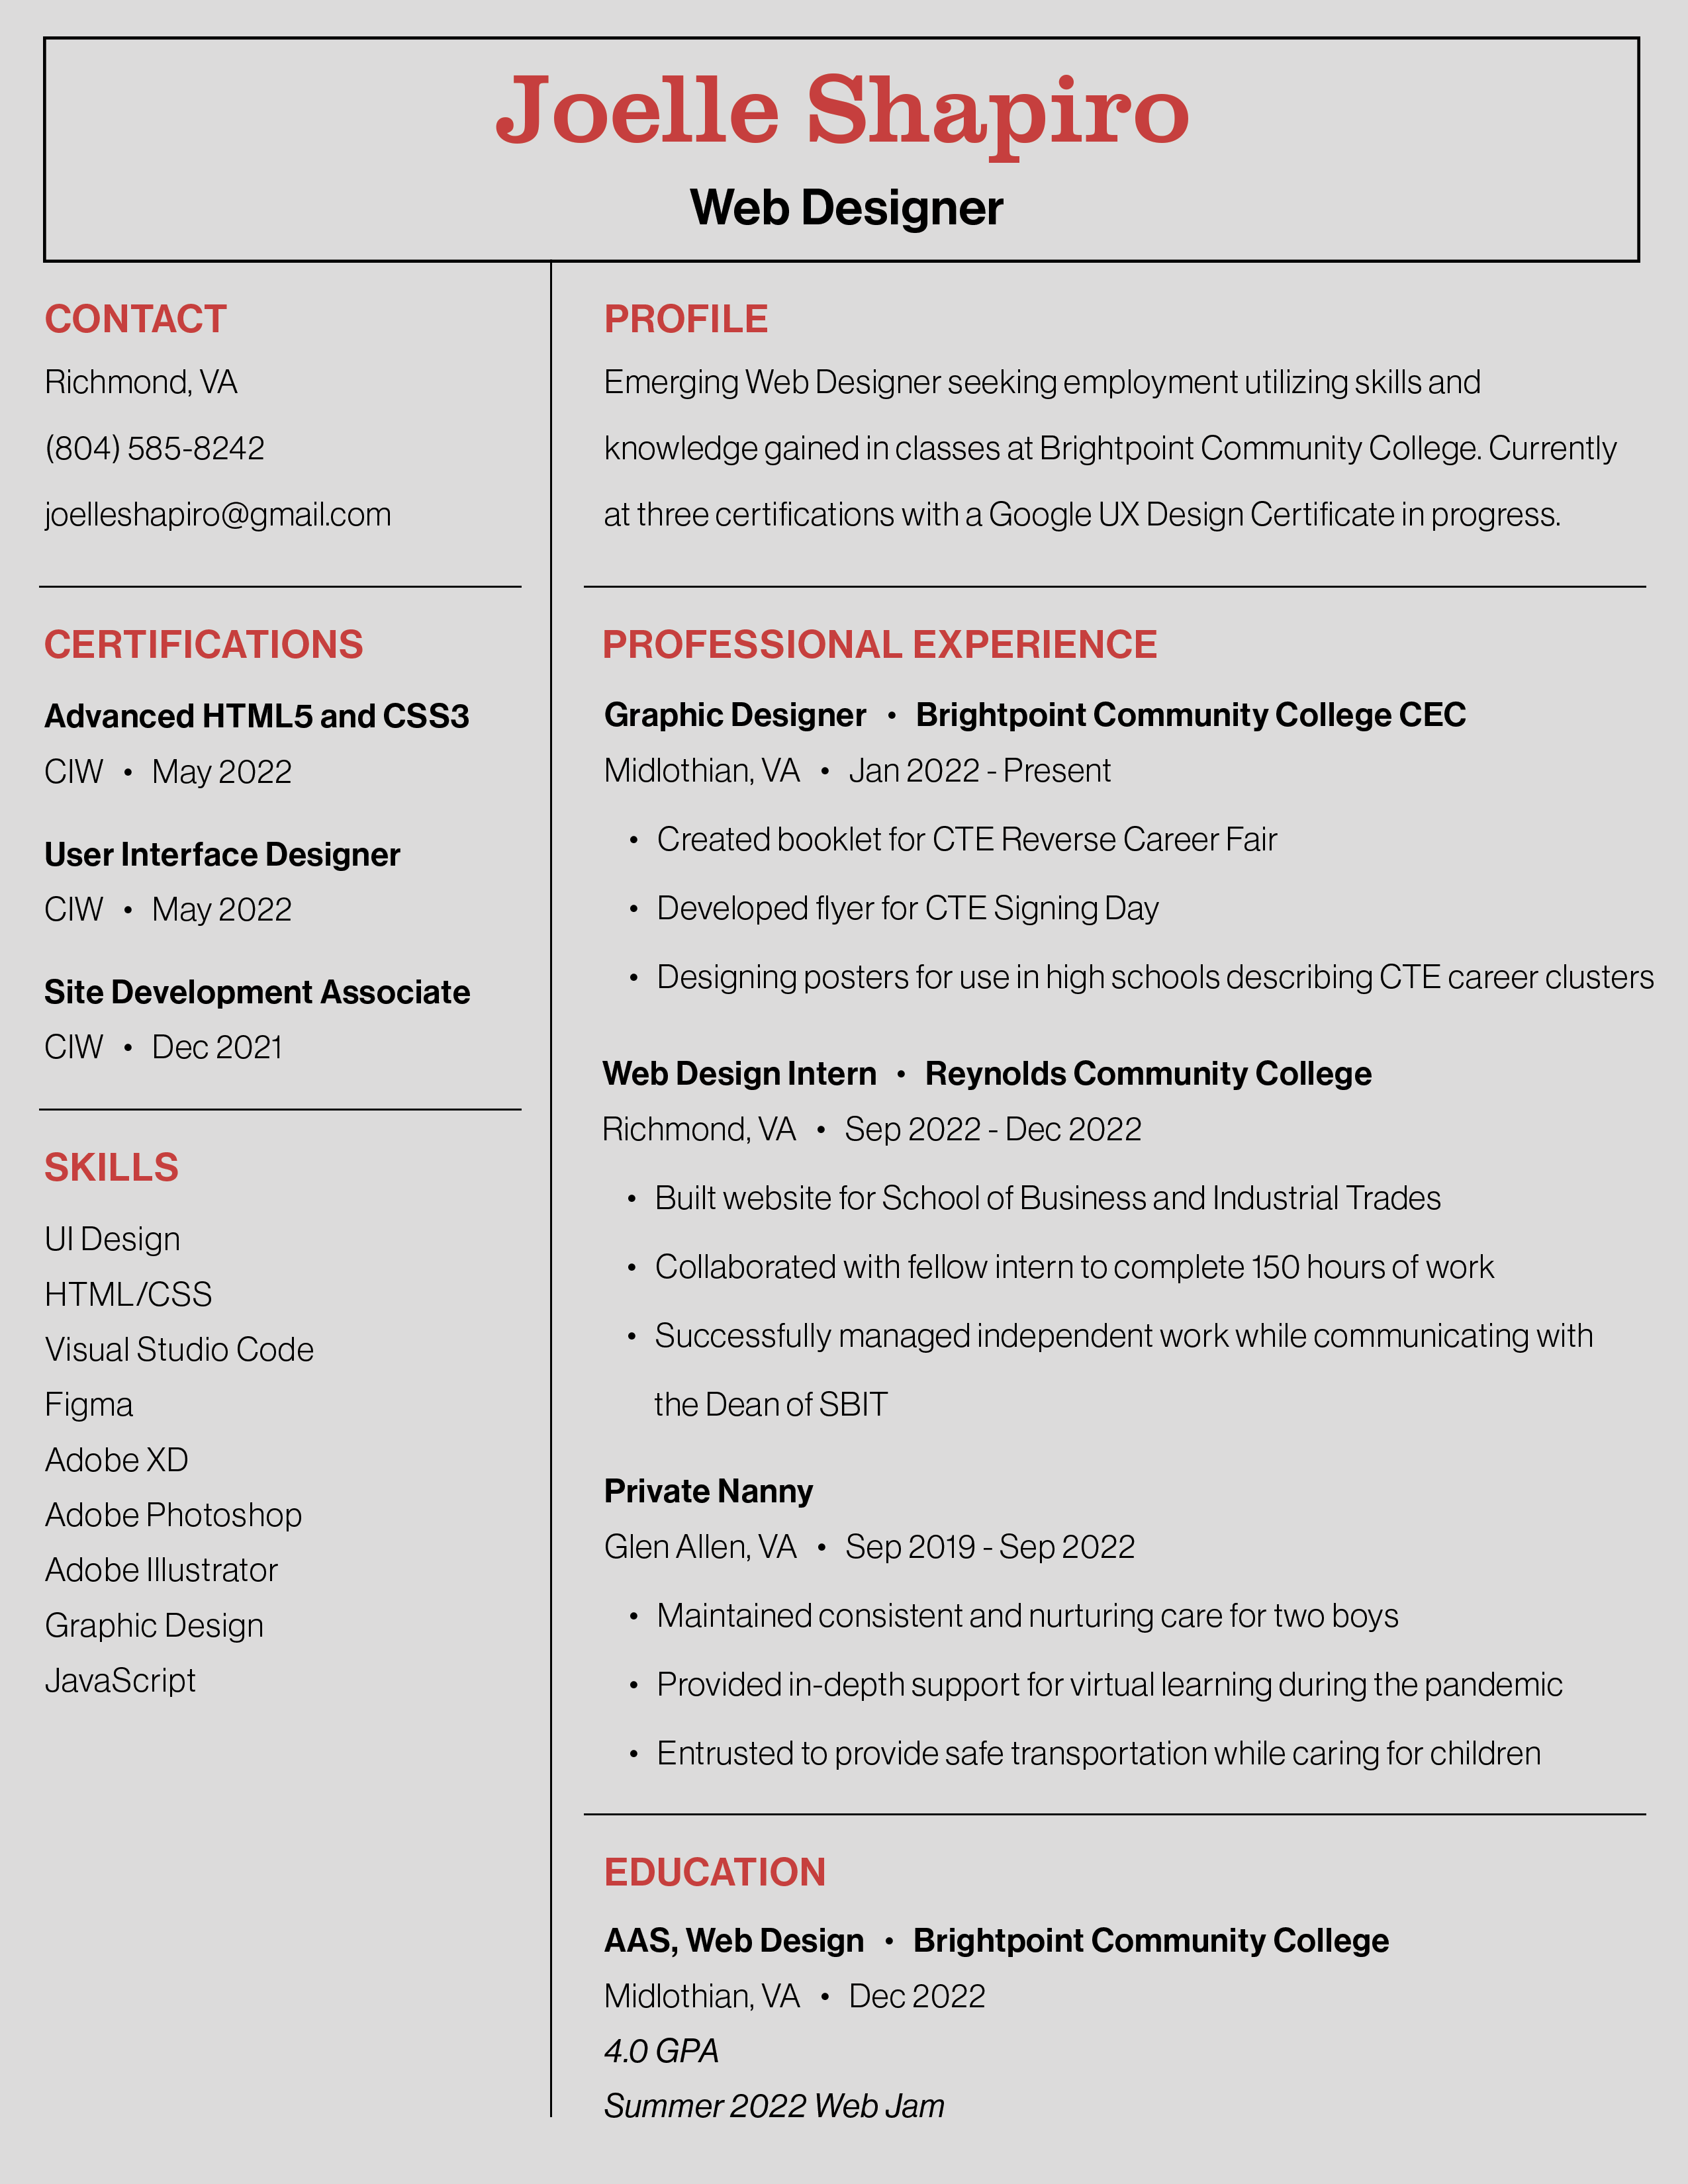 Joelle Shapiro
Web Designer
CONTACT
Richmond, VA
(804) 585-8242
joelleshapiro@gmail.com
CERTIFICATIONS
Advanced HTML5 and CSS3
CIW • May 2022
User Interface Designer
CIW • May 2022
Site Development Associate
CIW • Dec 2021
SKILLS
UI Design
HTML/CSS
Visual Studio Code
Figma
Adobe XD
Adobe Photoshop
Adobe Illustrator
Graphic Design
JavaScript
PROFILE
Emerging Web Designer seeking employment utilizing skills and
knowledge gained in classes at Brightpoint Community College. Currently
at three certifications with a Google UX Design Certificate in progress.
PROFESSIONAL EXPERIENCE
Graphic Designer • Brightpoint Community College CEC
Midlothian, VA • Jan 2022 - Present
• Created booklet for CTE Reverse Career Fair
• Developed flyer for CTE Signing Day
• Designing posters for use in high schools describing CTE career clusters
Web Design Intern • Reynolds Community College
Richmond, VA • Sep 2022 - Dec 2022
• Built website for School of Business and Industrial Trades
• Collaborated with fellow intern to complete 150 hours of work
• Successfully managed independent work while communicating with
the Dean of SBIT
Private Nanny
Glen Allen, VA • Sep 2019 - Sep 2022
• Maintained consistent and nurturing care for two boys
• Provided in-depth support for virtual learning during the pandemic
• Entrusted to provide safe transportation while caring for children
EDUCATION
AAS, Web Design • Brightpoint Community College
Midlothian, VA • Dec 2022
4.0 GPA
Summer 2022 Web Jam